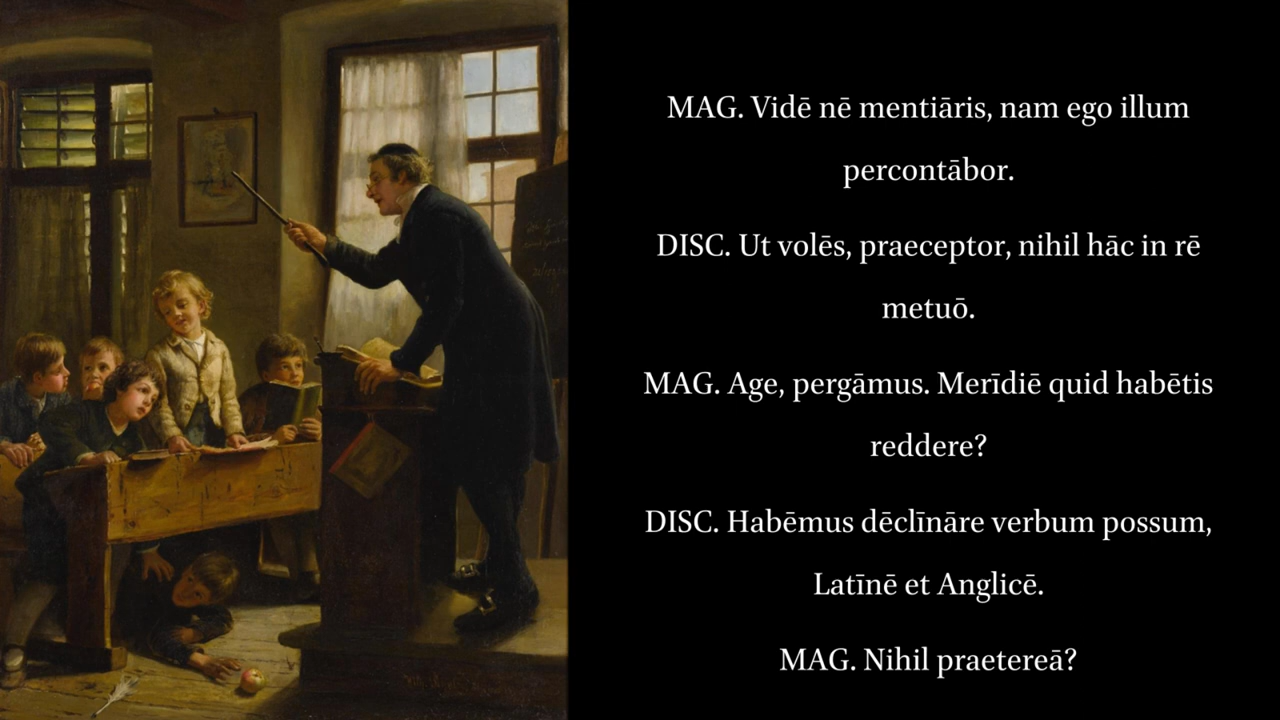 MAG. Vidē nē mentiāris, nam ego illum
percontābor.
DISC. Ut volēs, praeceptor, nihil hāc in rē
metuō.
MAG. Age, pergāmus. Merīdiē quid habētis
reddere?
DISC. Habēmus dēclīnāre verbum possum,
Latīnē et Anglicē.
MAG. Nihil praetereā?